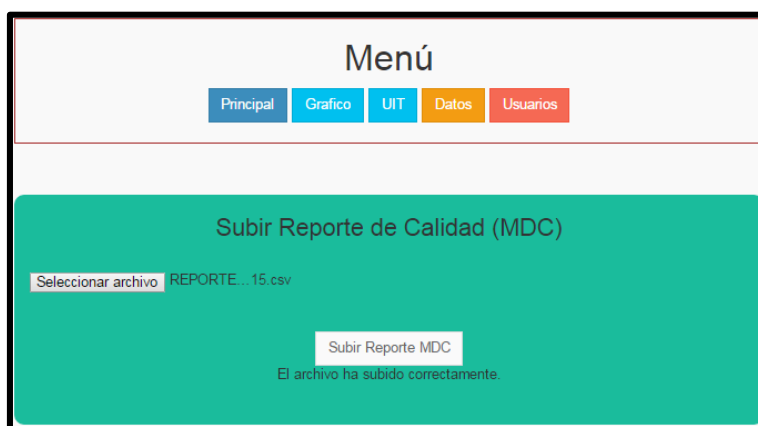 Menú
Principal Grafico UIT Datos Usuarios
Subir Reporte de Calidad (MDC)
Seleccionar archivo REPORTE...15.csv
Subir Reporte MDC
El archivo ha subido correctamente.